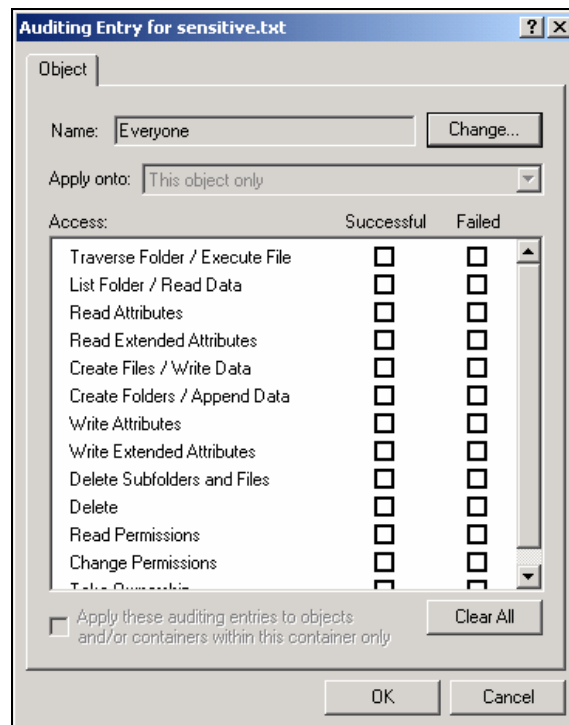 Auditing Entry for sensitive.txt
Object
Name: Everyone Change...
Apply onto: This object only
Access: Successful Failed
Traverse Folder / Execute File
List Folder / Read Data
Read Attributes
Read Extended Attributes
Create Files / Write Data
Create Folders / Append Data
Write Attributes
Write Extended Attributes
Delete Subfolders and Files
Delete
Read Permissions
Change Permissions
Take Ownership
Apply these auditing entries to objects
and/or containers within this container only
Clear All
OK Cancel